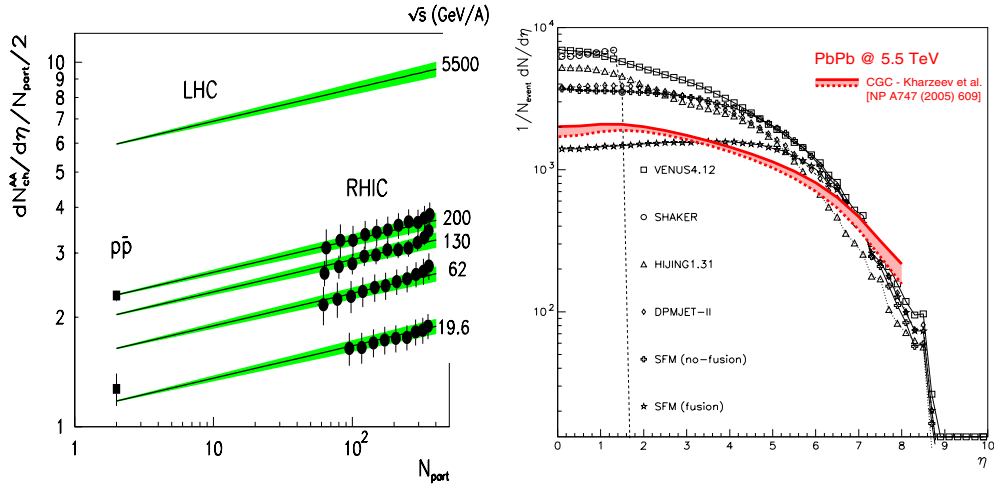 √s (GeV/A)
dN^AA_ch/dη/N_part/2
10
9
8
7
6
5
4
3
2
1
5500
LHC
RHIC
200
130
62
19.6
pp̄
1
10
10²
N_part
1/N_event dN/dη
10⁴
10³
10²
PbPb @ 5.5 TeV
CGC - Kharzeev et al.
[NP A747 (2005) 609]
VENUS4.12
SHAKER
HIJING1.31
DPMJET-II
SFM (no-fusion)
SFM (fusion)
0 1 2 3 4 5 6 7 8 9 10
η